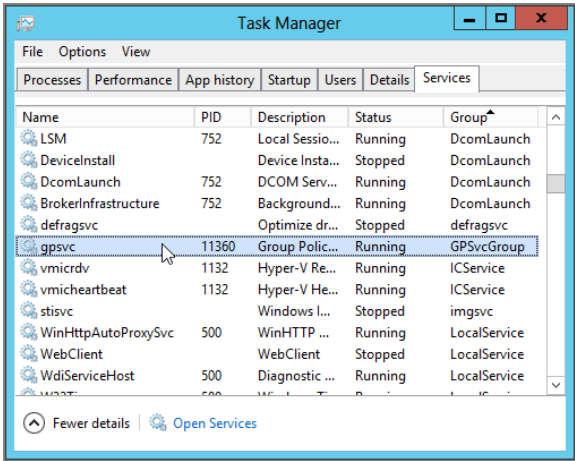 Task Manager
File Options View
Processes Performance App history Startup Users Details Services
Name PID Description Status Group
LSM 752 Local Sessio... Running DcomLaunch
DeviceInstall Device Insta... Stopped DcomLaunch
DcomLaunch 752 DCOM Serv... Running DcomLaunch
BrokerInfrastructure 752 Background... Running DcomLaunch
defragsvc Optimize dr... Stopped defragsvc
gpsvc 11360 Group Polic... Running GPSvcGroup
vmicrdv 1132 Hyper-V Re... Running ICService
vmicheartbeat 1132 Hyper-V He... Running ICService
stisvc Windows I... Stopped imgsvc
WinHttpAutoProxySvc 500 WinHTTP ... Running LocalService
WebClient WebClient Stopped LocalService
WdiServiceHost 500 Diagnostic ... Running LocalService
Fewer details Open Services